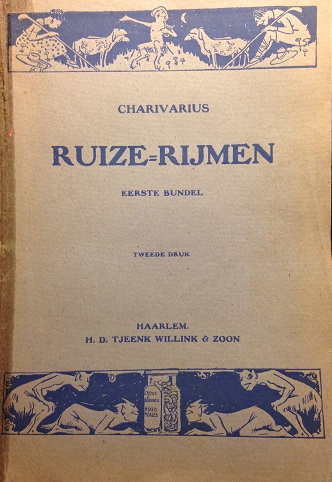 CHARIVARIUS
RUIZE=RIJMEN
EERSTE BUNDEL
TWEEDE DRUK
HAARLEM.
H. D. TJEENK WILLINK & ZOON